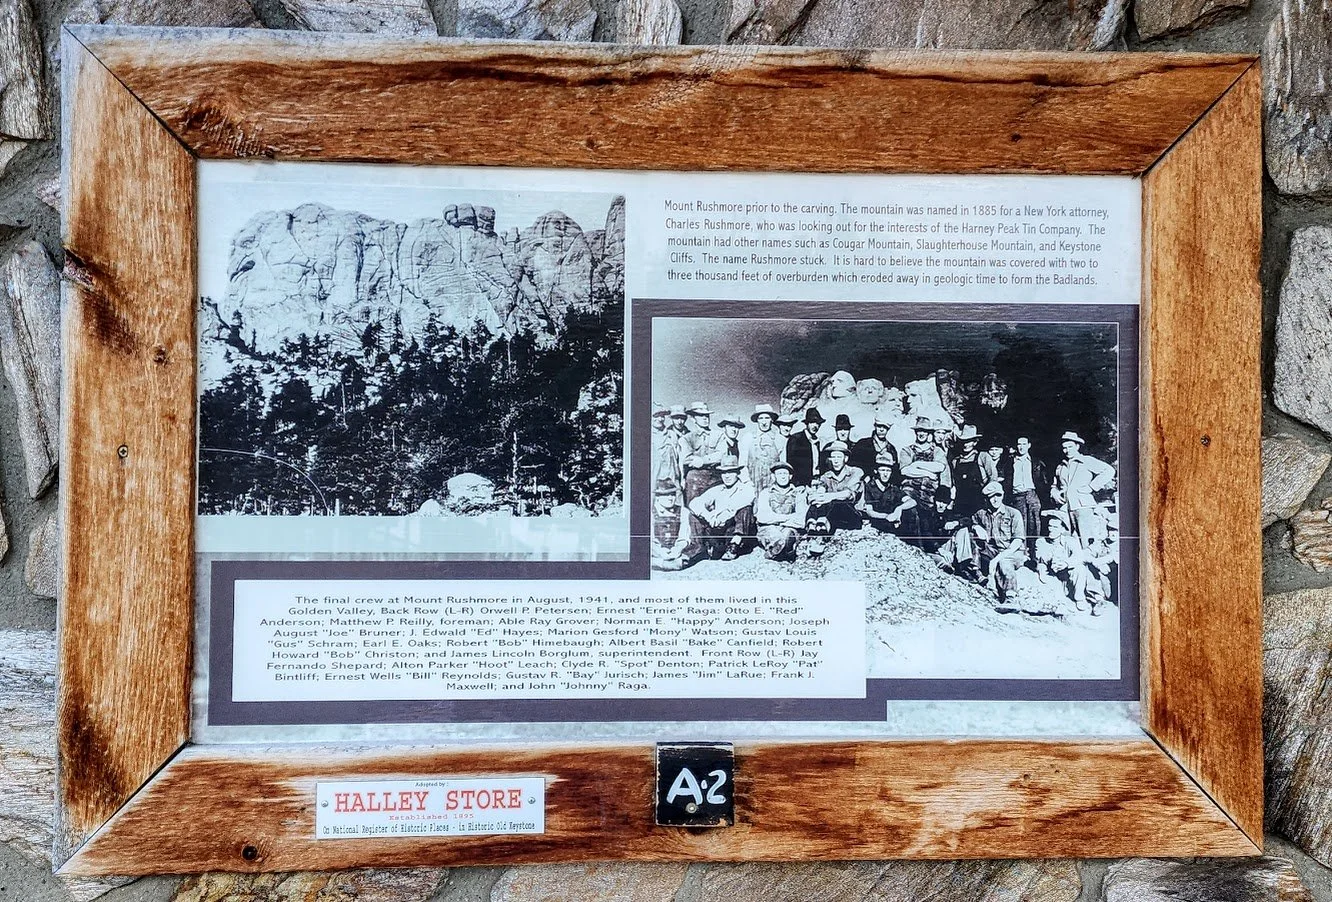 Mount Rushmore prior to the carving. The mountain was named in 1885 for a New York attorney,
Charles Rushmore, who was looking out for the interests of the Harney Peak Tin Company. The
mountain had other names such as Cougar Mountain, Slaughterhouse Mountain, and Keystone
Cliffs. The name Rushmore stuck. It is hard to believe the mountain was covered with two to
three thousand feet of overburden which eroded away in geologic time to form the Badlands.
The final crew at Mount Rushmore in August, 1941, and most of them lived in this
Golden Valley, Back Row (L-R) Orwell P. Petersen; Ernest "Ernie" Raga: Otto E. "Red"
Anderson; Matthew P. Reilly, foreman; Able Ray Grover; Norman E. "Happy" Anderson; Joseph
August "Joe" Bruner; J. Edwald "Ed" Hayes; Marion Gesford "Mony" Watson; Gustav Louis
"Gus" Schram; Earl E. Oaks; Robert "Bob" Himebaugh; Albert Basil "Bake" Canfield; Robert
Howard "Bob" Christon; and James Lincoln Borglum, superintendent. Front Row (L-R) Jay
Fernando Shepard; Alton Parker "Hoot" Leach; Clyde R. "Spot" Denton; Patrick LeRoy "Pat"
Bintliff; Ernest Wells "Bill" Reynolds; Gustav R. "Bay" Jurisch; James "Jim" LaRue; Frank J.
Maxwell; and John "Johnny" Raga.
Adopted by:
HALLEY STORE
Established 1895
On National Register of Historic Places - in Historic Old Keystone
A·2